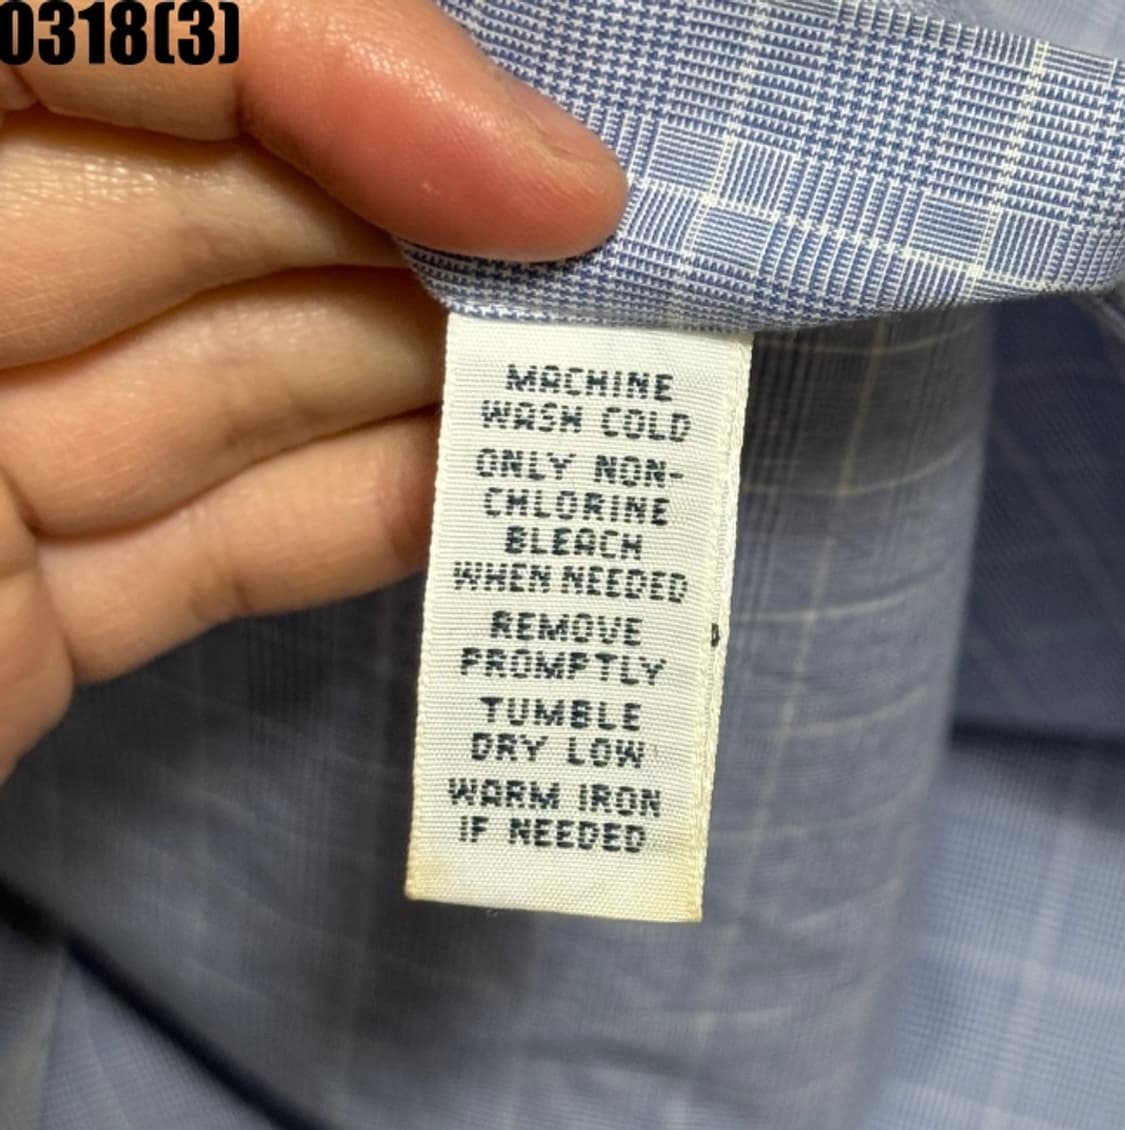 0318(3)
MACHINE
WASH COLD
ONLY NON-
CHLORINE
BLEACH
WHEN NEEDED
REMOVE
PROMPTLY
TUMBLE
DRY LOW
WARM IRON
IF NEEDED